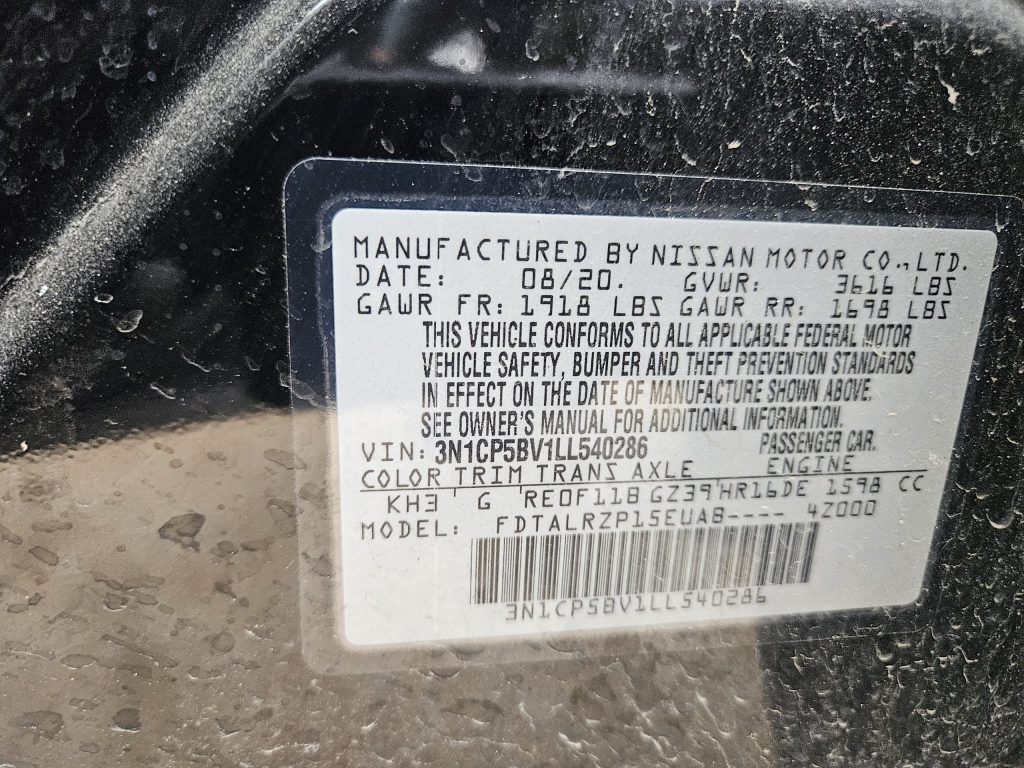 MANUFACTURED BY NISSAN MOTOR CO., LTD.
DATE: 08/20. GVWR: 3616 LBS
GAWR FR: 1918 LBS GAWR RR: 1698 LBS
THIS VEHICLE CONFORMS TO ALL APPLICABLE FEDERAL MOTOR
VEHICLE SAFETY, BUMPER AND THEFT PREVENTION STANDARDS
IN EFFECT ON THE DATE OF MANUFACTURE SHOWN ABOVE.
SEE OWNER'S MANUAL FOR ADDITIONAL INFORMATION.
VIN: 3N1CP5BV1LL540286 PASSENGER CAR.
COLOR TRIM TRANS AXLE ENGINE
KH3 G RE0F11B GZ39 HR16DE 1598 CC
MODEL: FDTALRZP15EUAB---- 4Z000
3N1CP5BV1LL540286